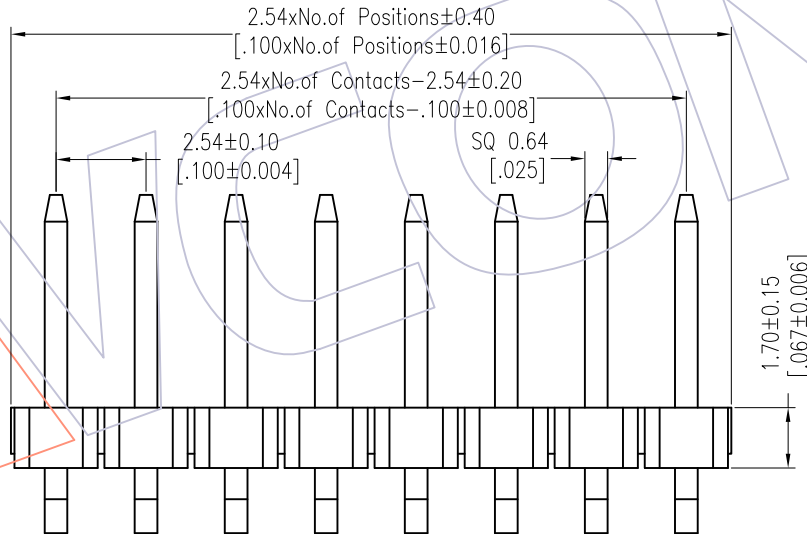 2.54xNo.of Positions±0.40
[.100xNo.of Positions±0.016]
2.54xNo.of Contacts-2.54±0.20
[.100xNo.of Contacts-.100±0.008]
2.54±0.10
[.100±0.004]
SQ 0.64
[.025]
1.70±0.15
[.067±0.006]